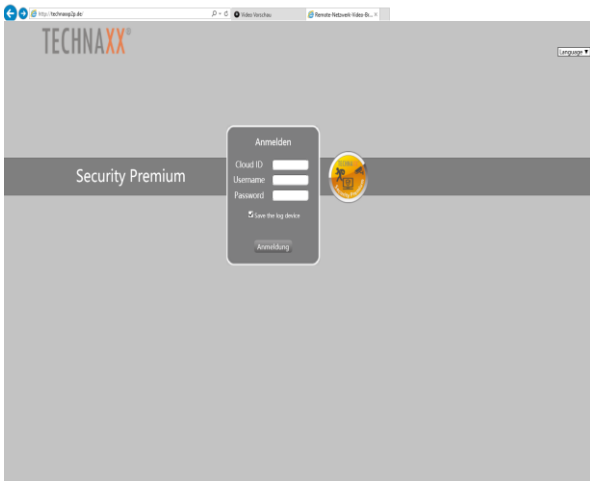 http://technaxxp2p.de/
Video Vorschau
Remote-Netzwerk-Video-Br...
TECHNAXX®
Language ▼
Anmelden
Cloud ID
Username
Password
Save the log device
Anmeldung
Security Premium